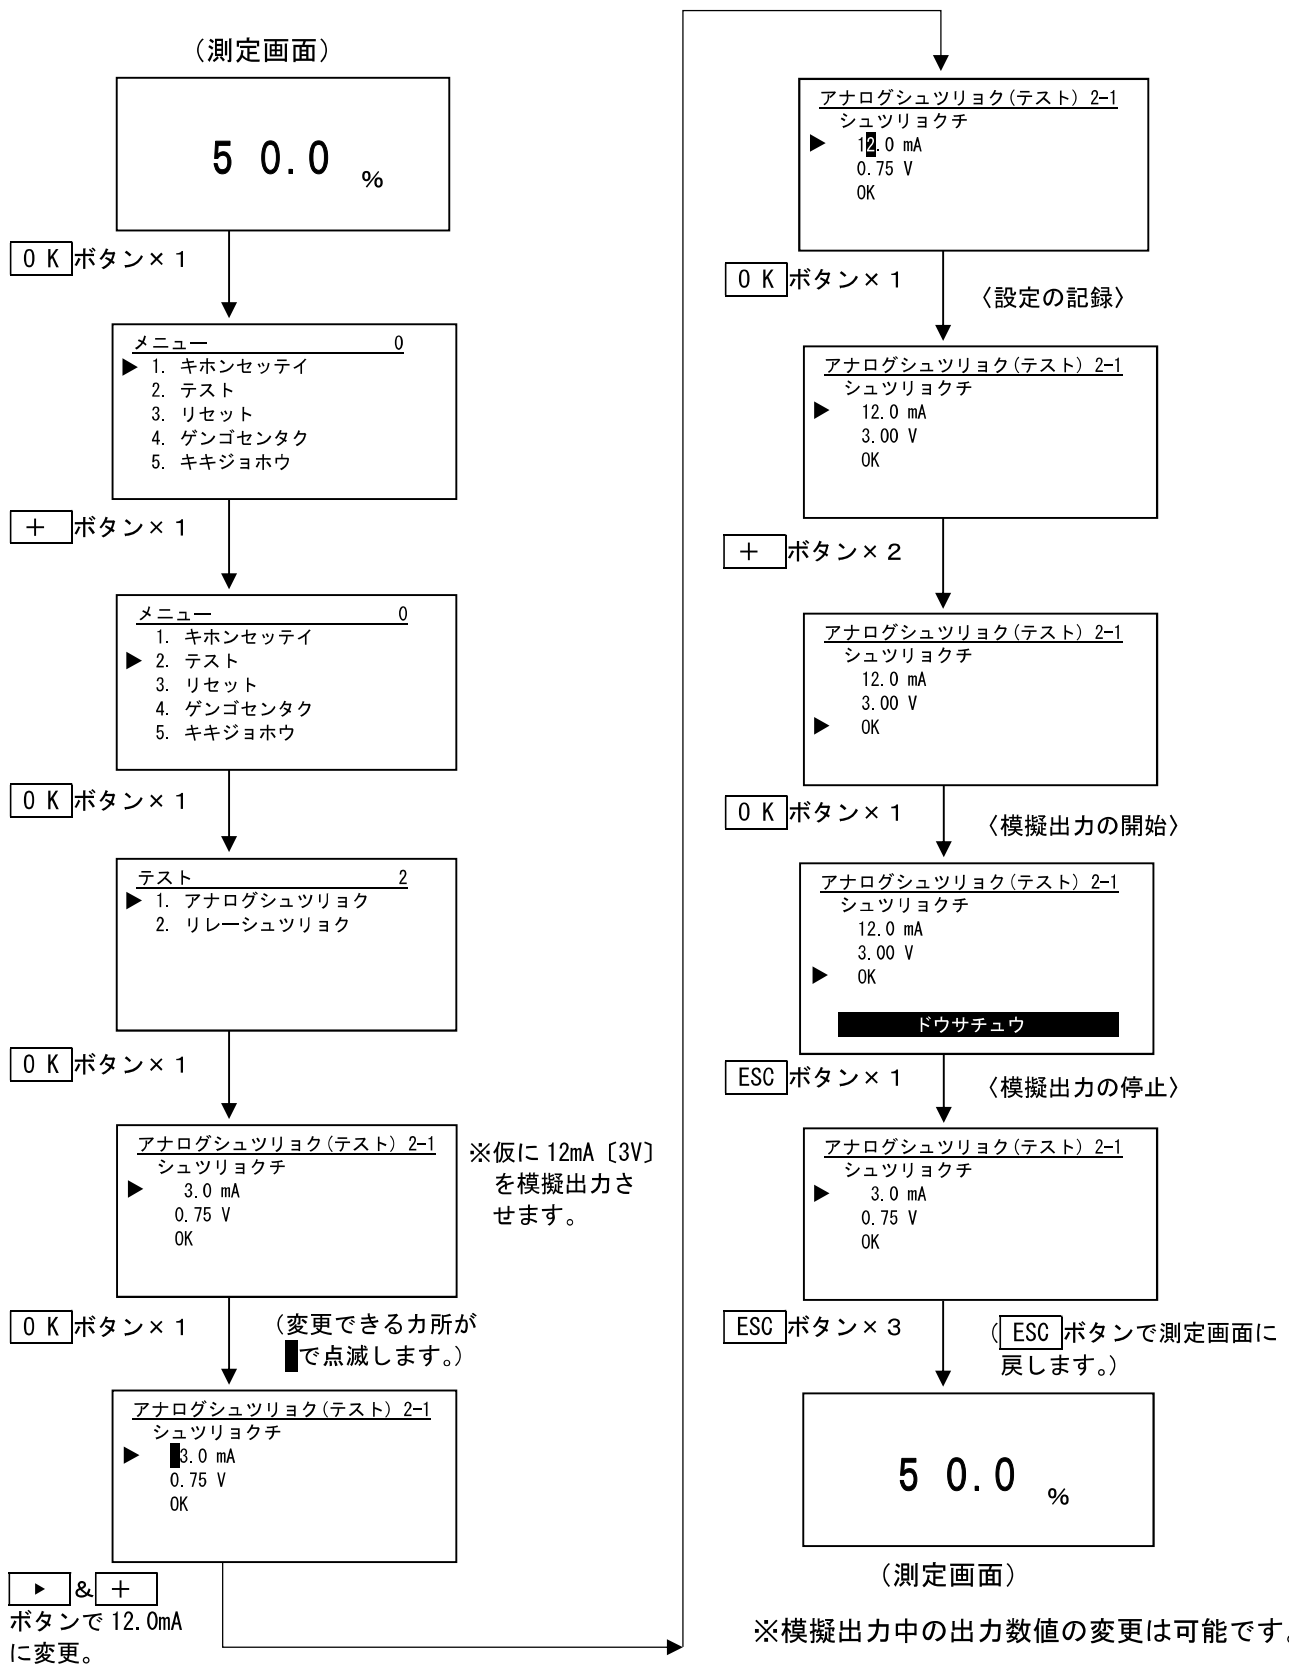 （測定画面）
５０.０ %
ＯＫ ボタン×１
メニュー 0
1. キホンセッテイ
2. テスト
3. リセット
4. ゲンゴセンタク
5. キキジョホウ
＋ ボタン×１
メニュー 0
1. キホンセッテイ
▶ 2. テスト
3. リセット
4. ゲンゴセンタク
5. キキジョホウ
ＯＫ ボタン×１
テスト 2
▶ 1. アナログシュツリョク
2. リレーシュツリョク
ＯＫ ボタン×１
アナログシュツリョク(テスト) 2-1
シュツリョクチ
▶ 3.0 mA
0.75 V
OK
※仮に 12mA〔3V〕
を模擬出力さ
せます。
ＯＫ ボタン×１
（変更できるカ所が
■で点滅します。）
アナログシュツリョク(テスト) 2-1
シュツリョクチ
▶ █3.0 mA
0.75 V
OK
▶ & ＋
ボタンで 12.0mA
に変更。
アナログシュツリョク(テスト) 2-1
シュツリョクチ
▶ 12.0 mA
0.75 V
OK
ＯＫ ボタン×１
〈設定の記録〉
アナログシュツリョク(テスト) 2-1
シュツリョクチ
▶ 12.0 mA
3.00 V
OK
＋ ボタン×２
アナログシュツリョク(テスト) 2-1
シュツリョクチ
12.0 mA
3.00 V
▶ OK
ＯＫ ボタン×１
〈模擬出力の開始〉
アナログシュツリョク(テスト) 2-1
シュツリョクチ
12.0 mA
3.00 V
▶ OK
ドウサチュウ
ESC ボタン×１
〈模擬出力の停止〉
アナログシュツリョク(テスト) 2-1
シュツリョクチ
▶ 3.0 mA
0.75 V
OK
ESC ボタン×３
（ESC ボタンで測定画面に
戻します。）
５０.０ %
（測定画面）
※模擬出力中の出力数値の変更は可能です。